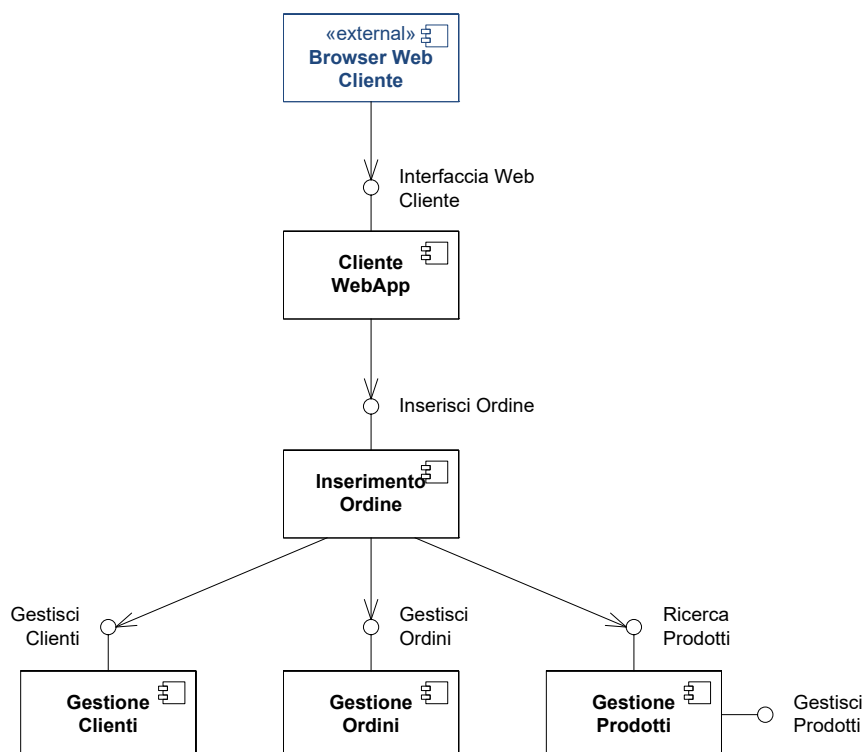 «external»
Browser Web
Cliente
Interfaccia Web
Cliente
Cliente
WebApp
Inserisci Ordine
Inserimento
Ordine
Gestisci
Clienti
Gestisci
Ordini
Ricerca
Prodotti
Gestione
Clienti
Gestione
Ordini
Gestione
Prodotti
Gestisci
Prodotti